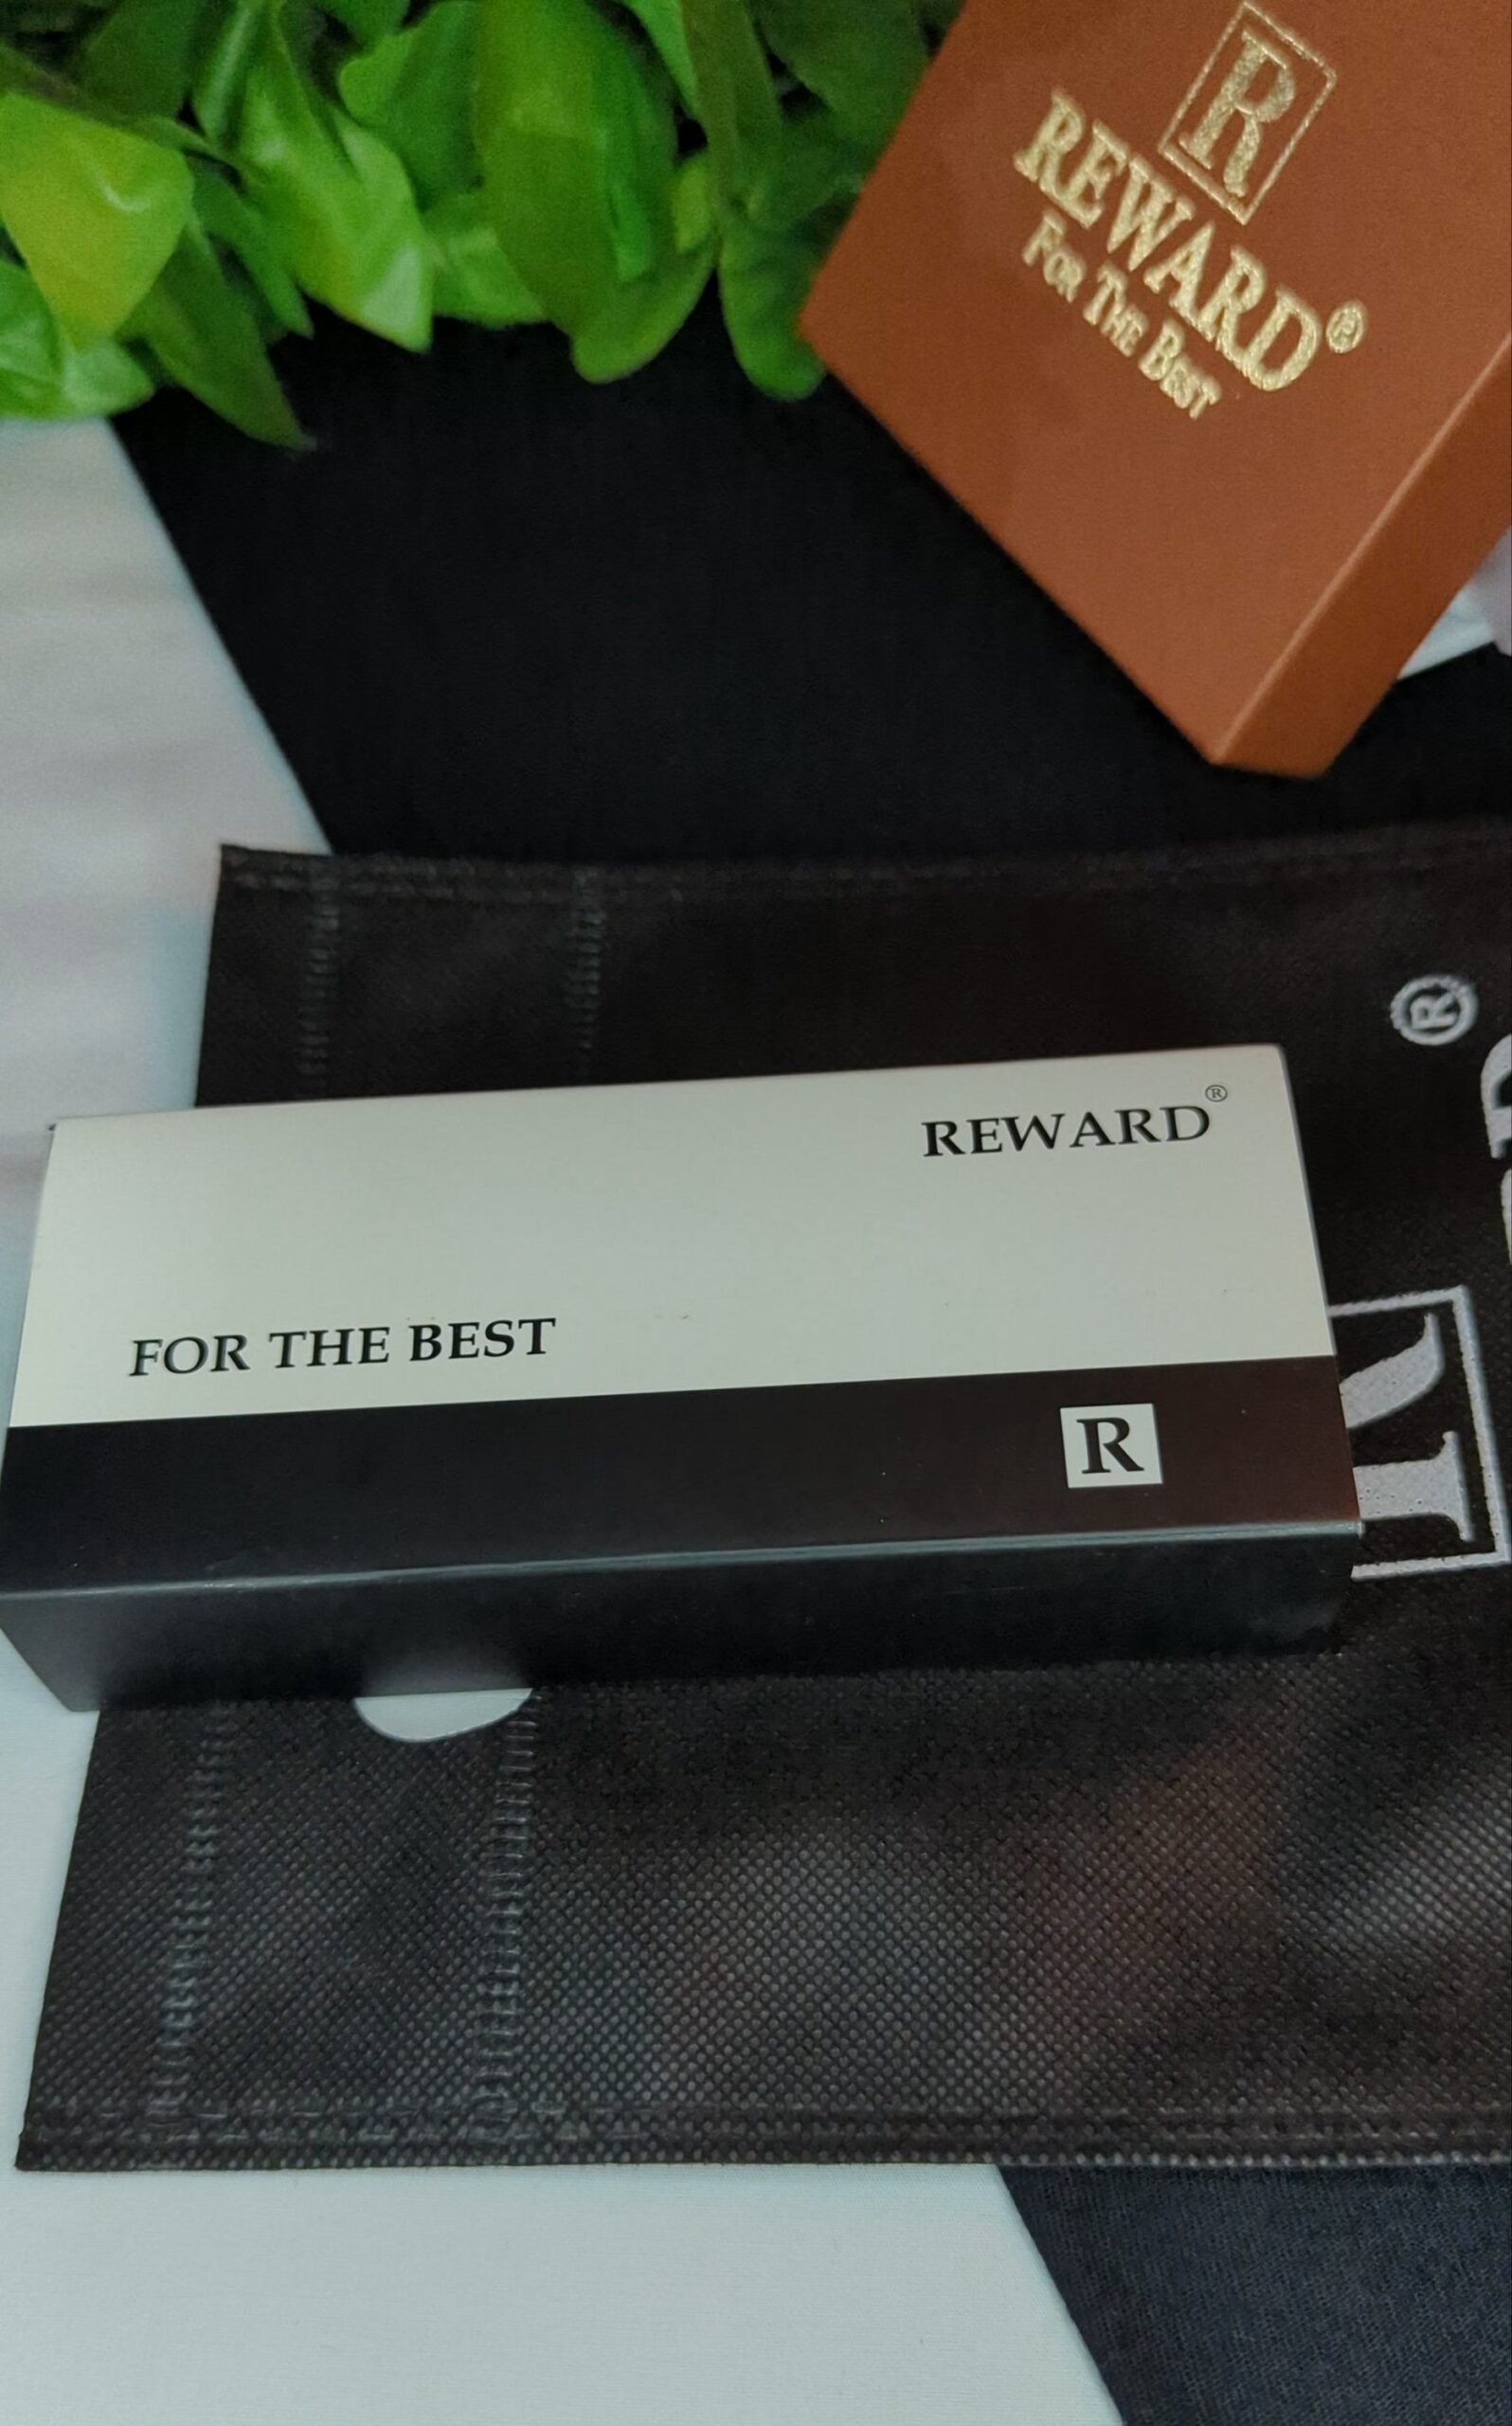 R
REWARD®
FOR THE BEST
®
REWARD®
FOR THE BEST
R
R